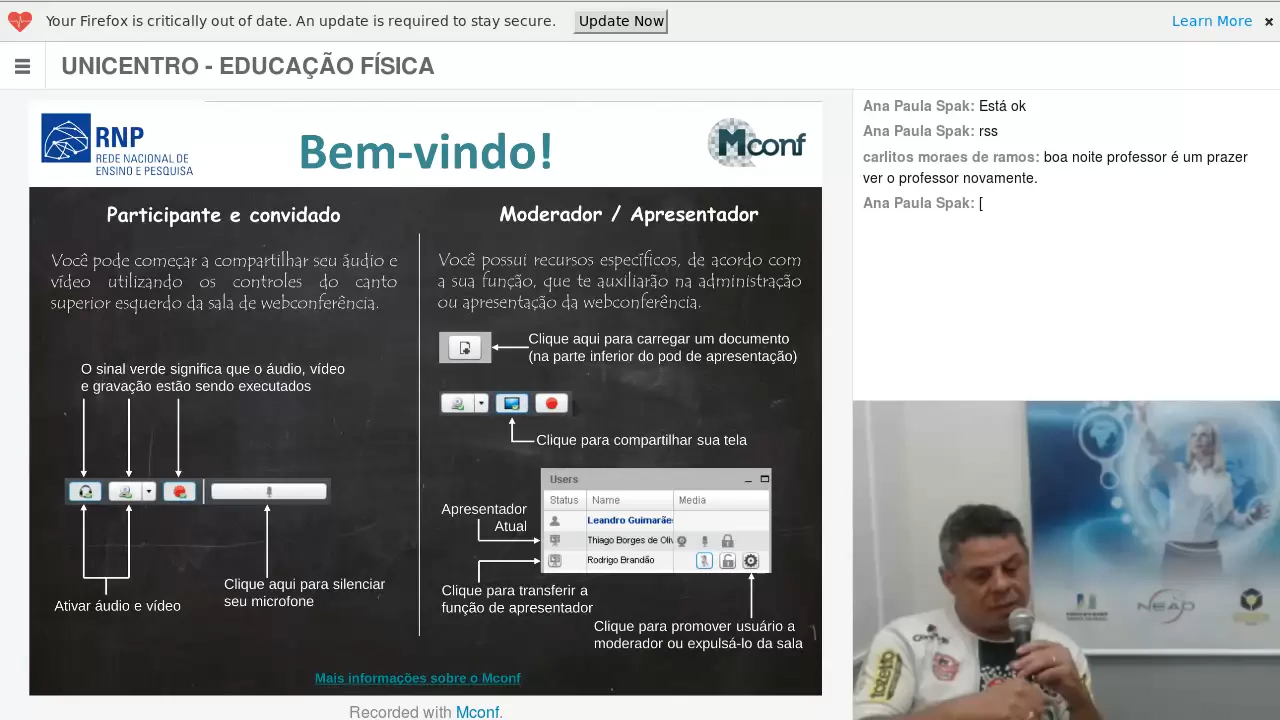 Your Firefox is critically out of date. An update is required to stay secure.
Update Now
Learn More
UNICENTRO - EDUCAÇÃO FÍSICA
RNP
REDE NACIONAL DE
ENSINO E PESQUISA
Bem-vindo!
Mconf
Participante e convidado
Você pode começar a compartilhar seu áudio e
vídeo utilizando os controles do canto
superior esquerdo da sala de webconferência.
O sinal verde significa que o áudio, vídeo
e gravação estão sendo executados
Ativar áudio e vídeo
Clique aqui para silenciar
seu microfone
Moderador / Apresentador
Você possui recursos específicos, de acordo com
a sua função, que te auxiliarão na administração
ou apresentação da webconferência.
Clique aqui para carregar um documento
(na parte inferior do pod de apresentação)
Clique para compartilhar sua tela
Users
Status Name Media
Leandro Guimarães
Thiago Borges de Oliv
Rodrigo Brandão
Apresentador
Atual
Clique para transferir a
função de apresentador
Clique para promover usuário a
moderador ou expulsá-lo da sala
Mais informações sobre o Mconf
Recorded with Mconf.
Ana Paula Spak: Está ok
Ana Paula Spak: rss
carlitos moraes de ramos: boa noite professor é um prazer
ver o professor novamente.
Ana Paula Spak: [
NEAD